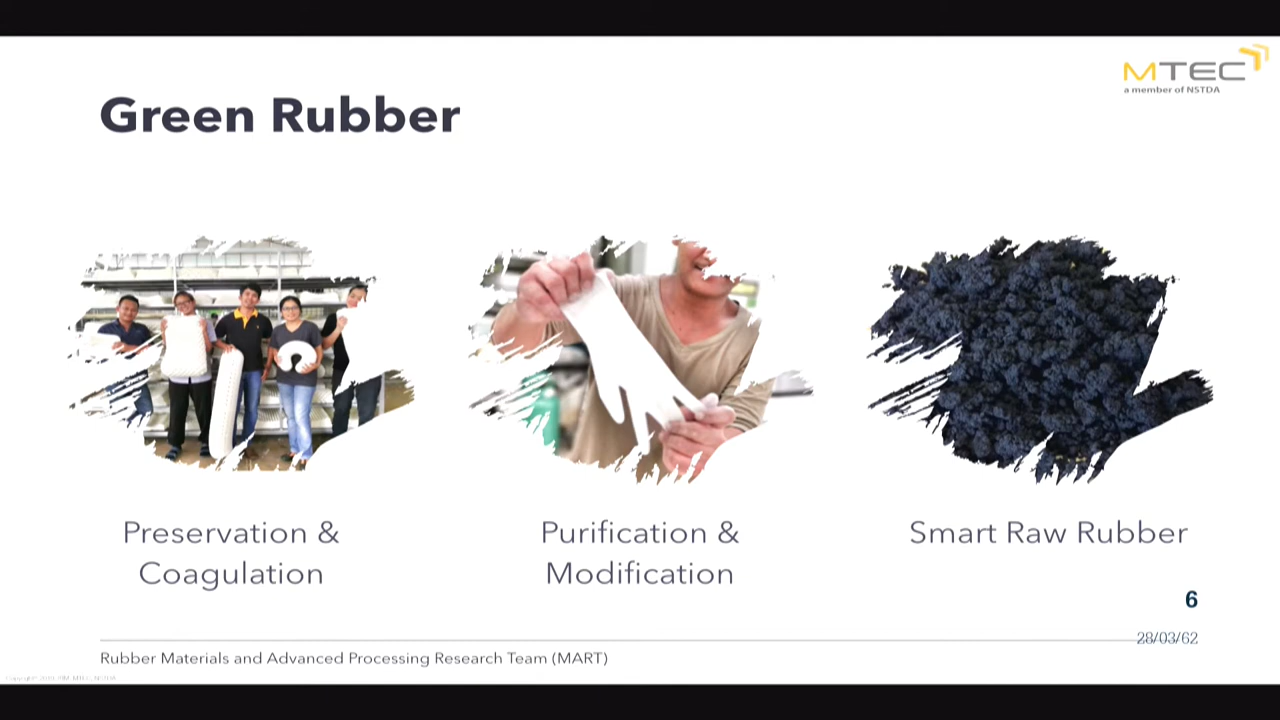 MTEC
a member of NSTDA
Green Rubber
Preservation &
Coagulation
Purification &
Modification
Smart Raw Rubber
6
28/03/62
Rubber Materials and Advanced Processing Research Team (MART)